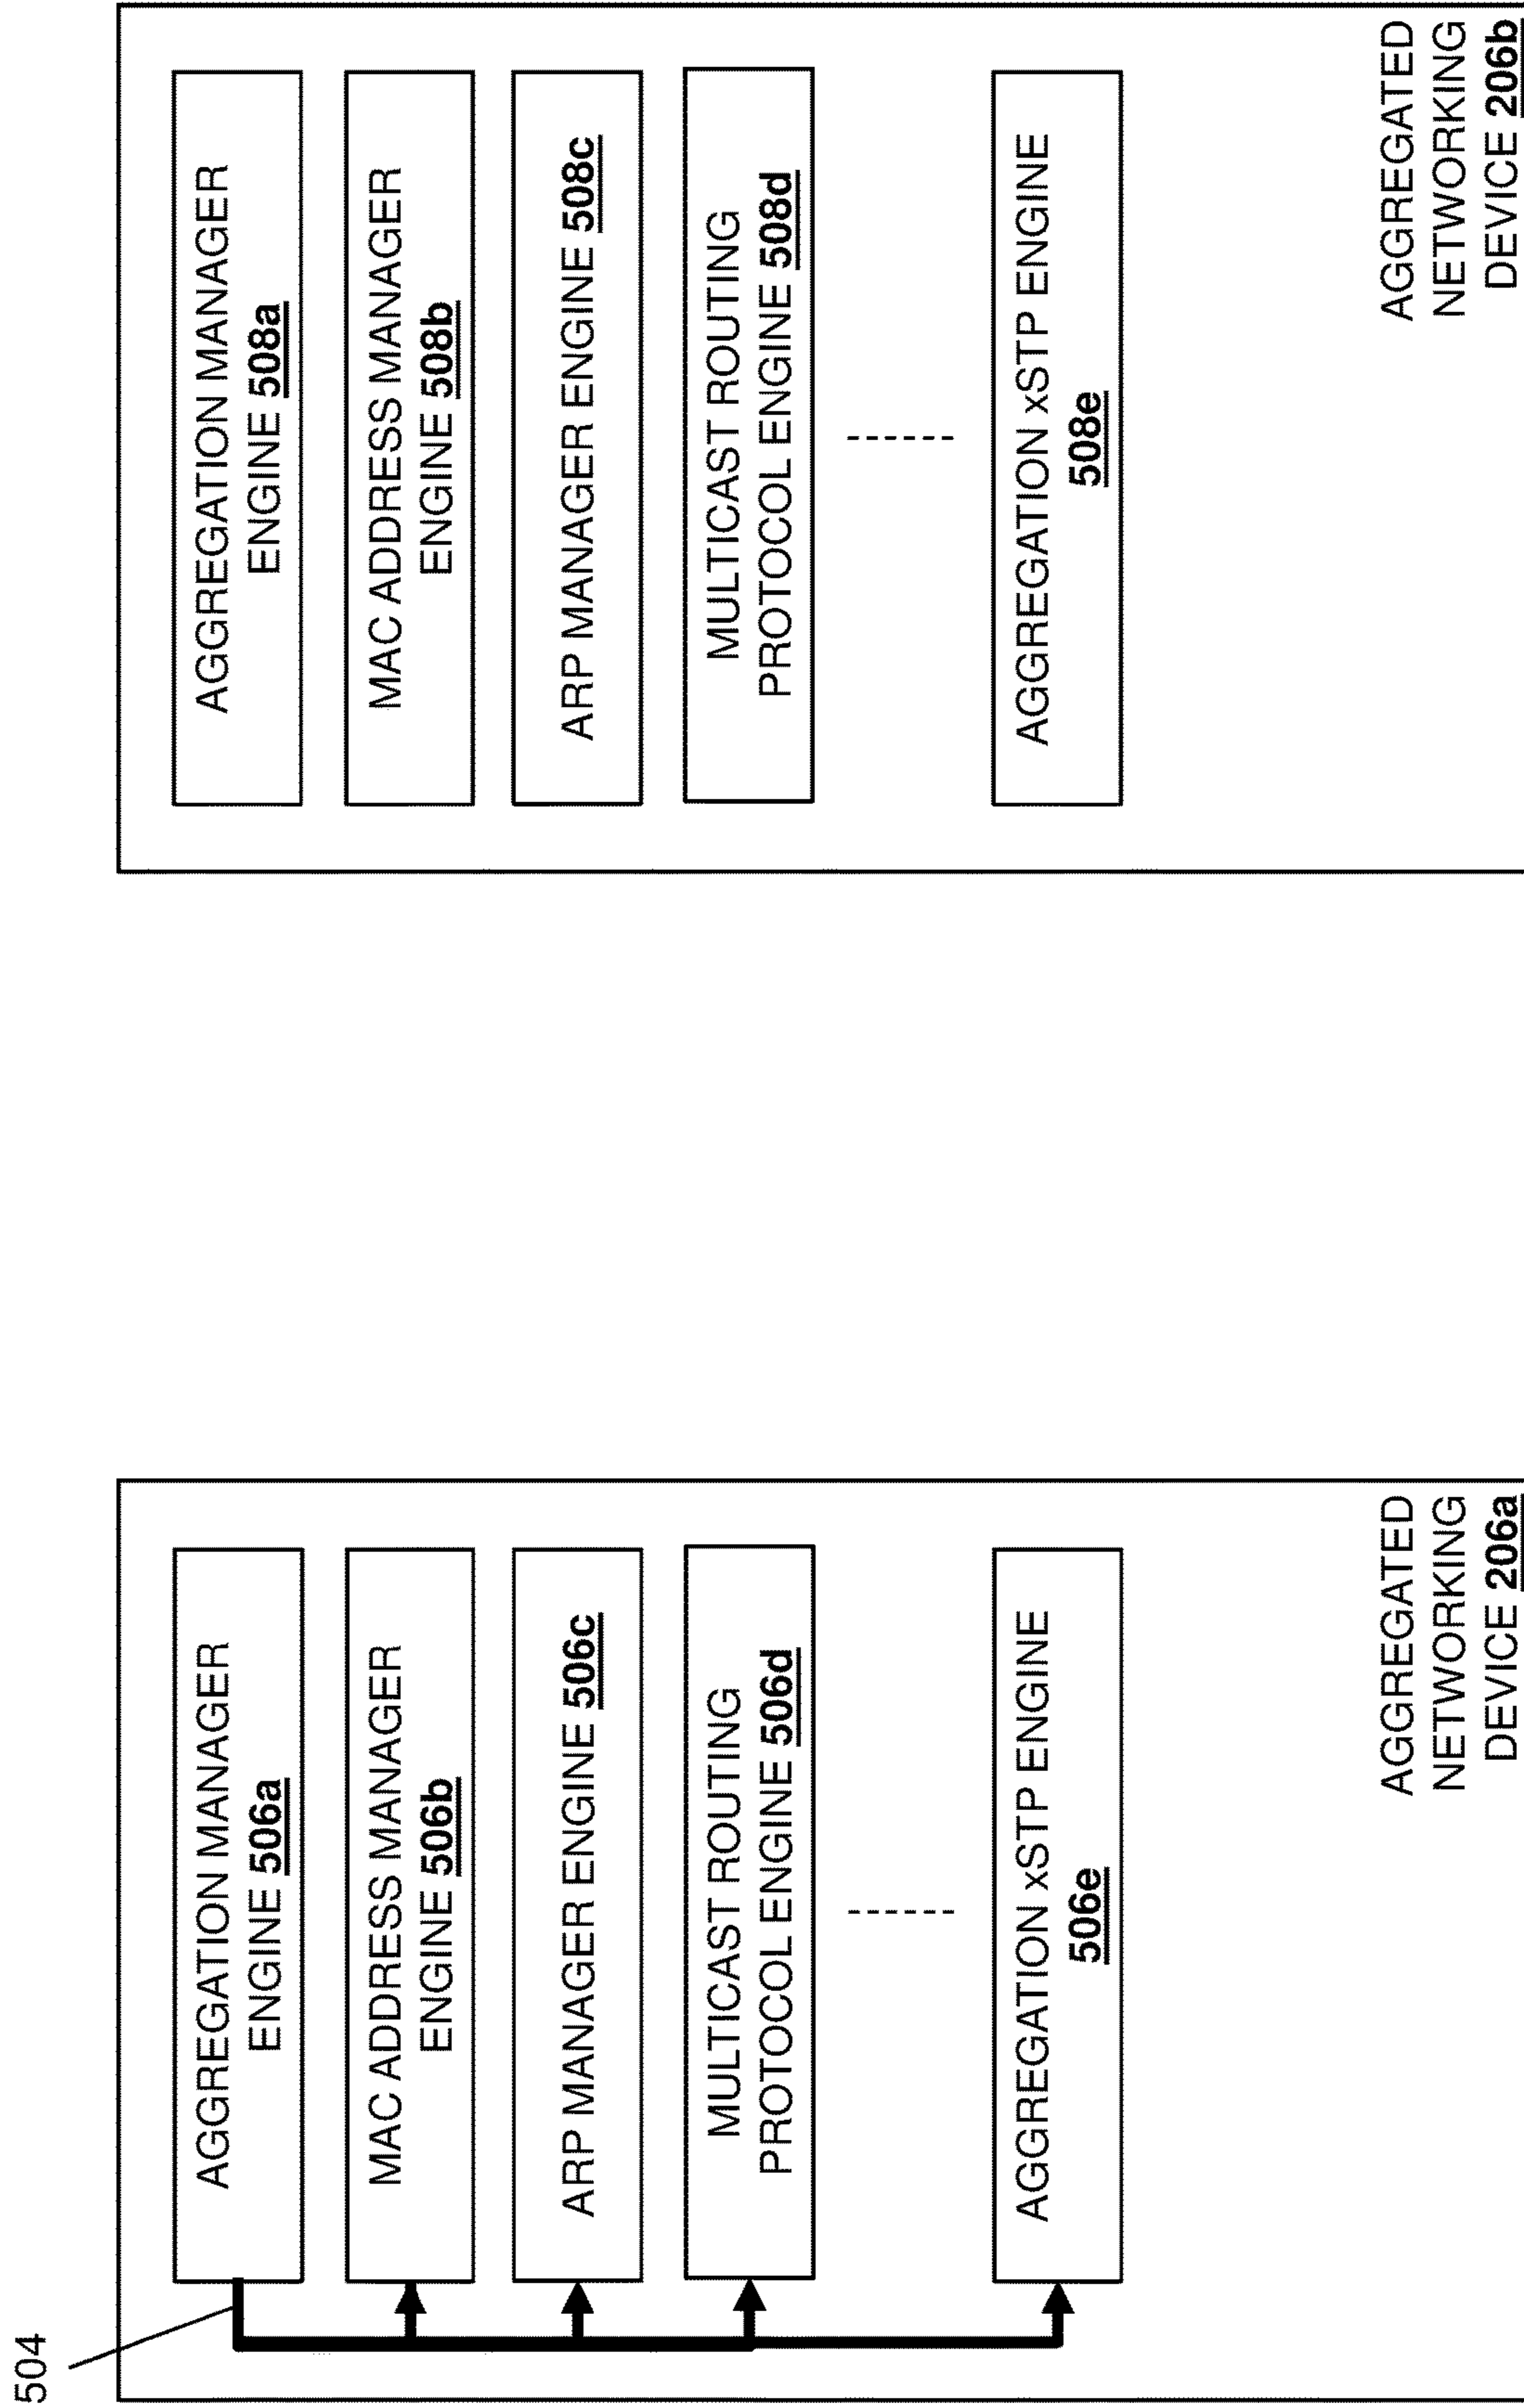 504
AGGREGATION MANAGER
ENGINE 506a
MAC ADDRESS MANAGER
ENGINE 506b
ARP MANAGER ENGINE 506c
MULTICAST ROUTING
PROTOCOL ENGINE 506d
AGGREGATION xSTP ENGINE
506e
AGGREGATED
NETWORKING
DEVICE 206a
AGGREGATION MANAGER
ENGINE 508a
MAC ADDRESS MANAGER
ENGINE 508b
ARP MANAGER ENGINE 508c
MULTICAST ROUTING
PROTOCOL ENGINE 508d
AGGREGATION xSTP ENGINE
508e
AGGREGATED
NETWORKING
DEVICE 206b